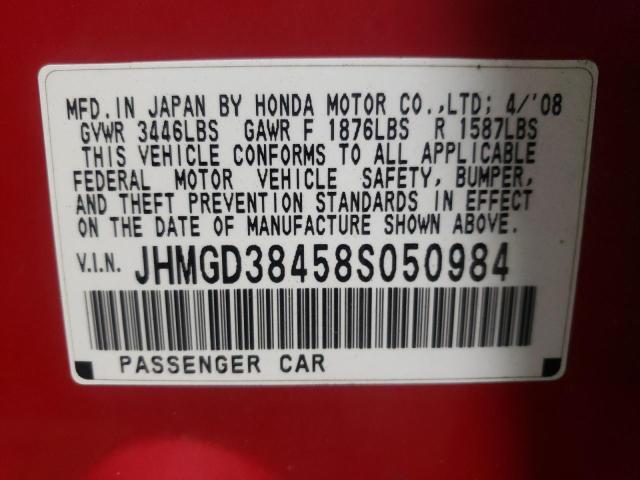 MFD. IN JAPAN BY HONDA MOTOR CO.,LTD; 4/'08
GVWR 3446LBS GAWR F 1876LBS R 1587LBS
THIS VEHICLE CONFORMS TO ALL APPLICABLE
FEDERAL MOTOR VEHICLE SAFETY, BUMPER,
AND THEFT PREVENTION STANDARDS IN EFFECT
ON THE DATE OF MANUFACTURE SHOWN ABOVE.
V.I.N. JHMGD38458S050984
PASSENGER CAR